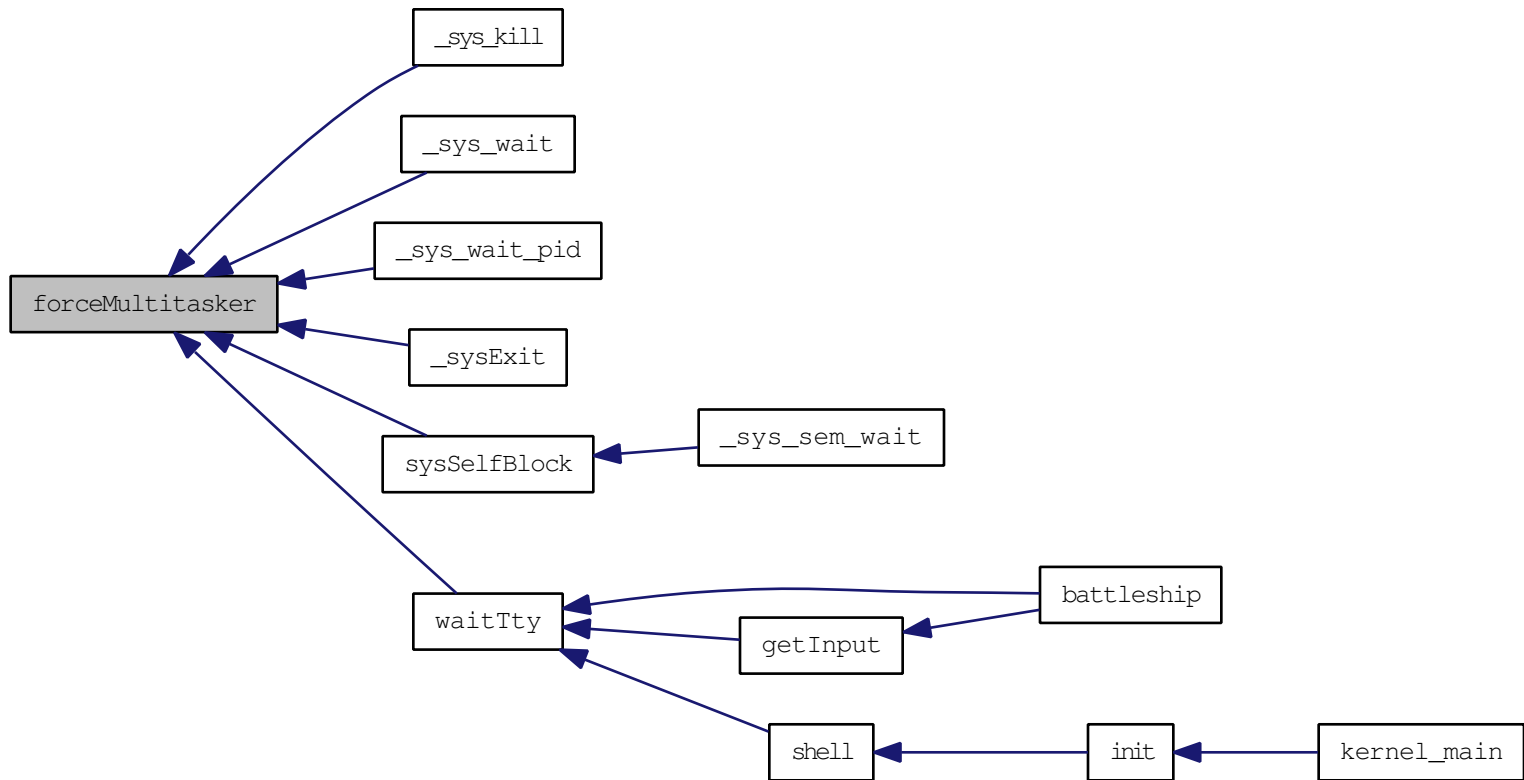 _sys_kill
_sys_wait
_sys_wait_pid
forceMultitasker
_sysExit
_sys_sem_wait
sysSelfBlock
battleship
waitTty
getInput
shell
init
kernel_main